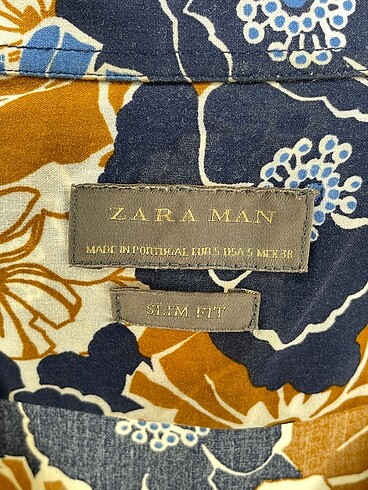 ZARA MAN
MADE IN PORTUGAL EUR S USA S MEX 38
SLIM FIT